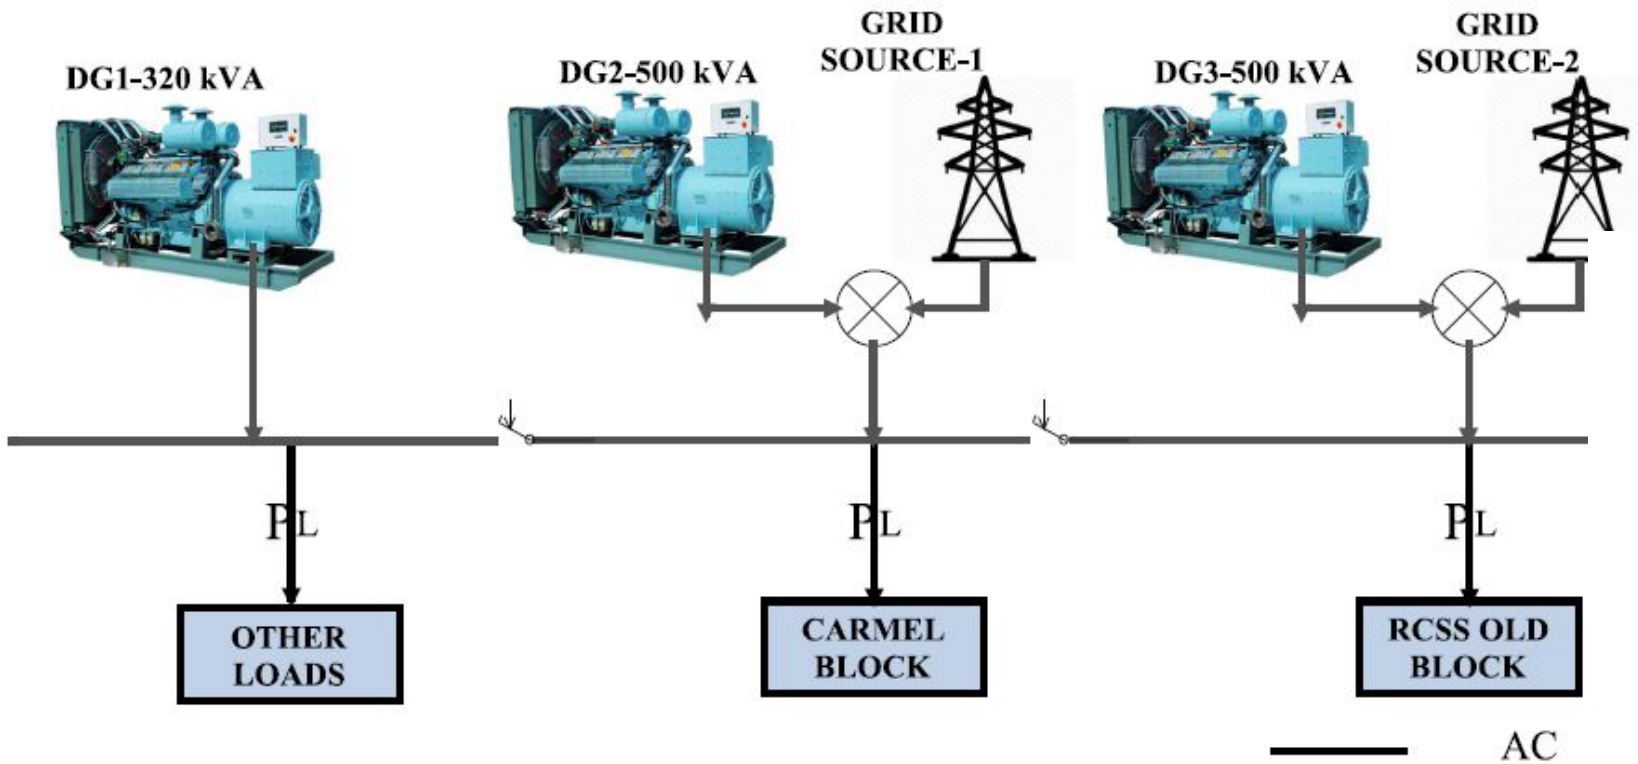 DG1-320 kVA
DG2-500 kVA
GRID
SOURCE-1
DG3-500 kVA
GRID
SOURCE-2
PL
PL
PL
OTHER
LOADS
CARMEL
BLOCK
RCSS OLD
BLOCK
AC